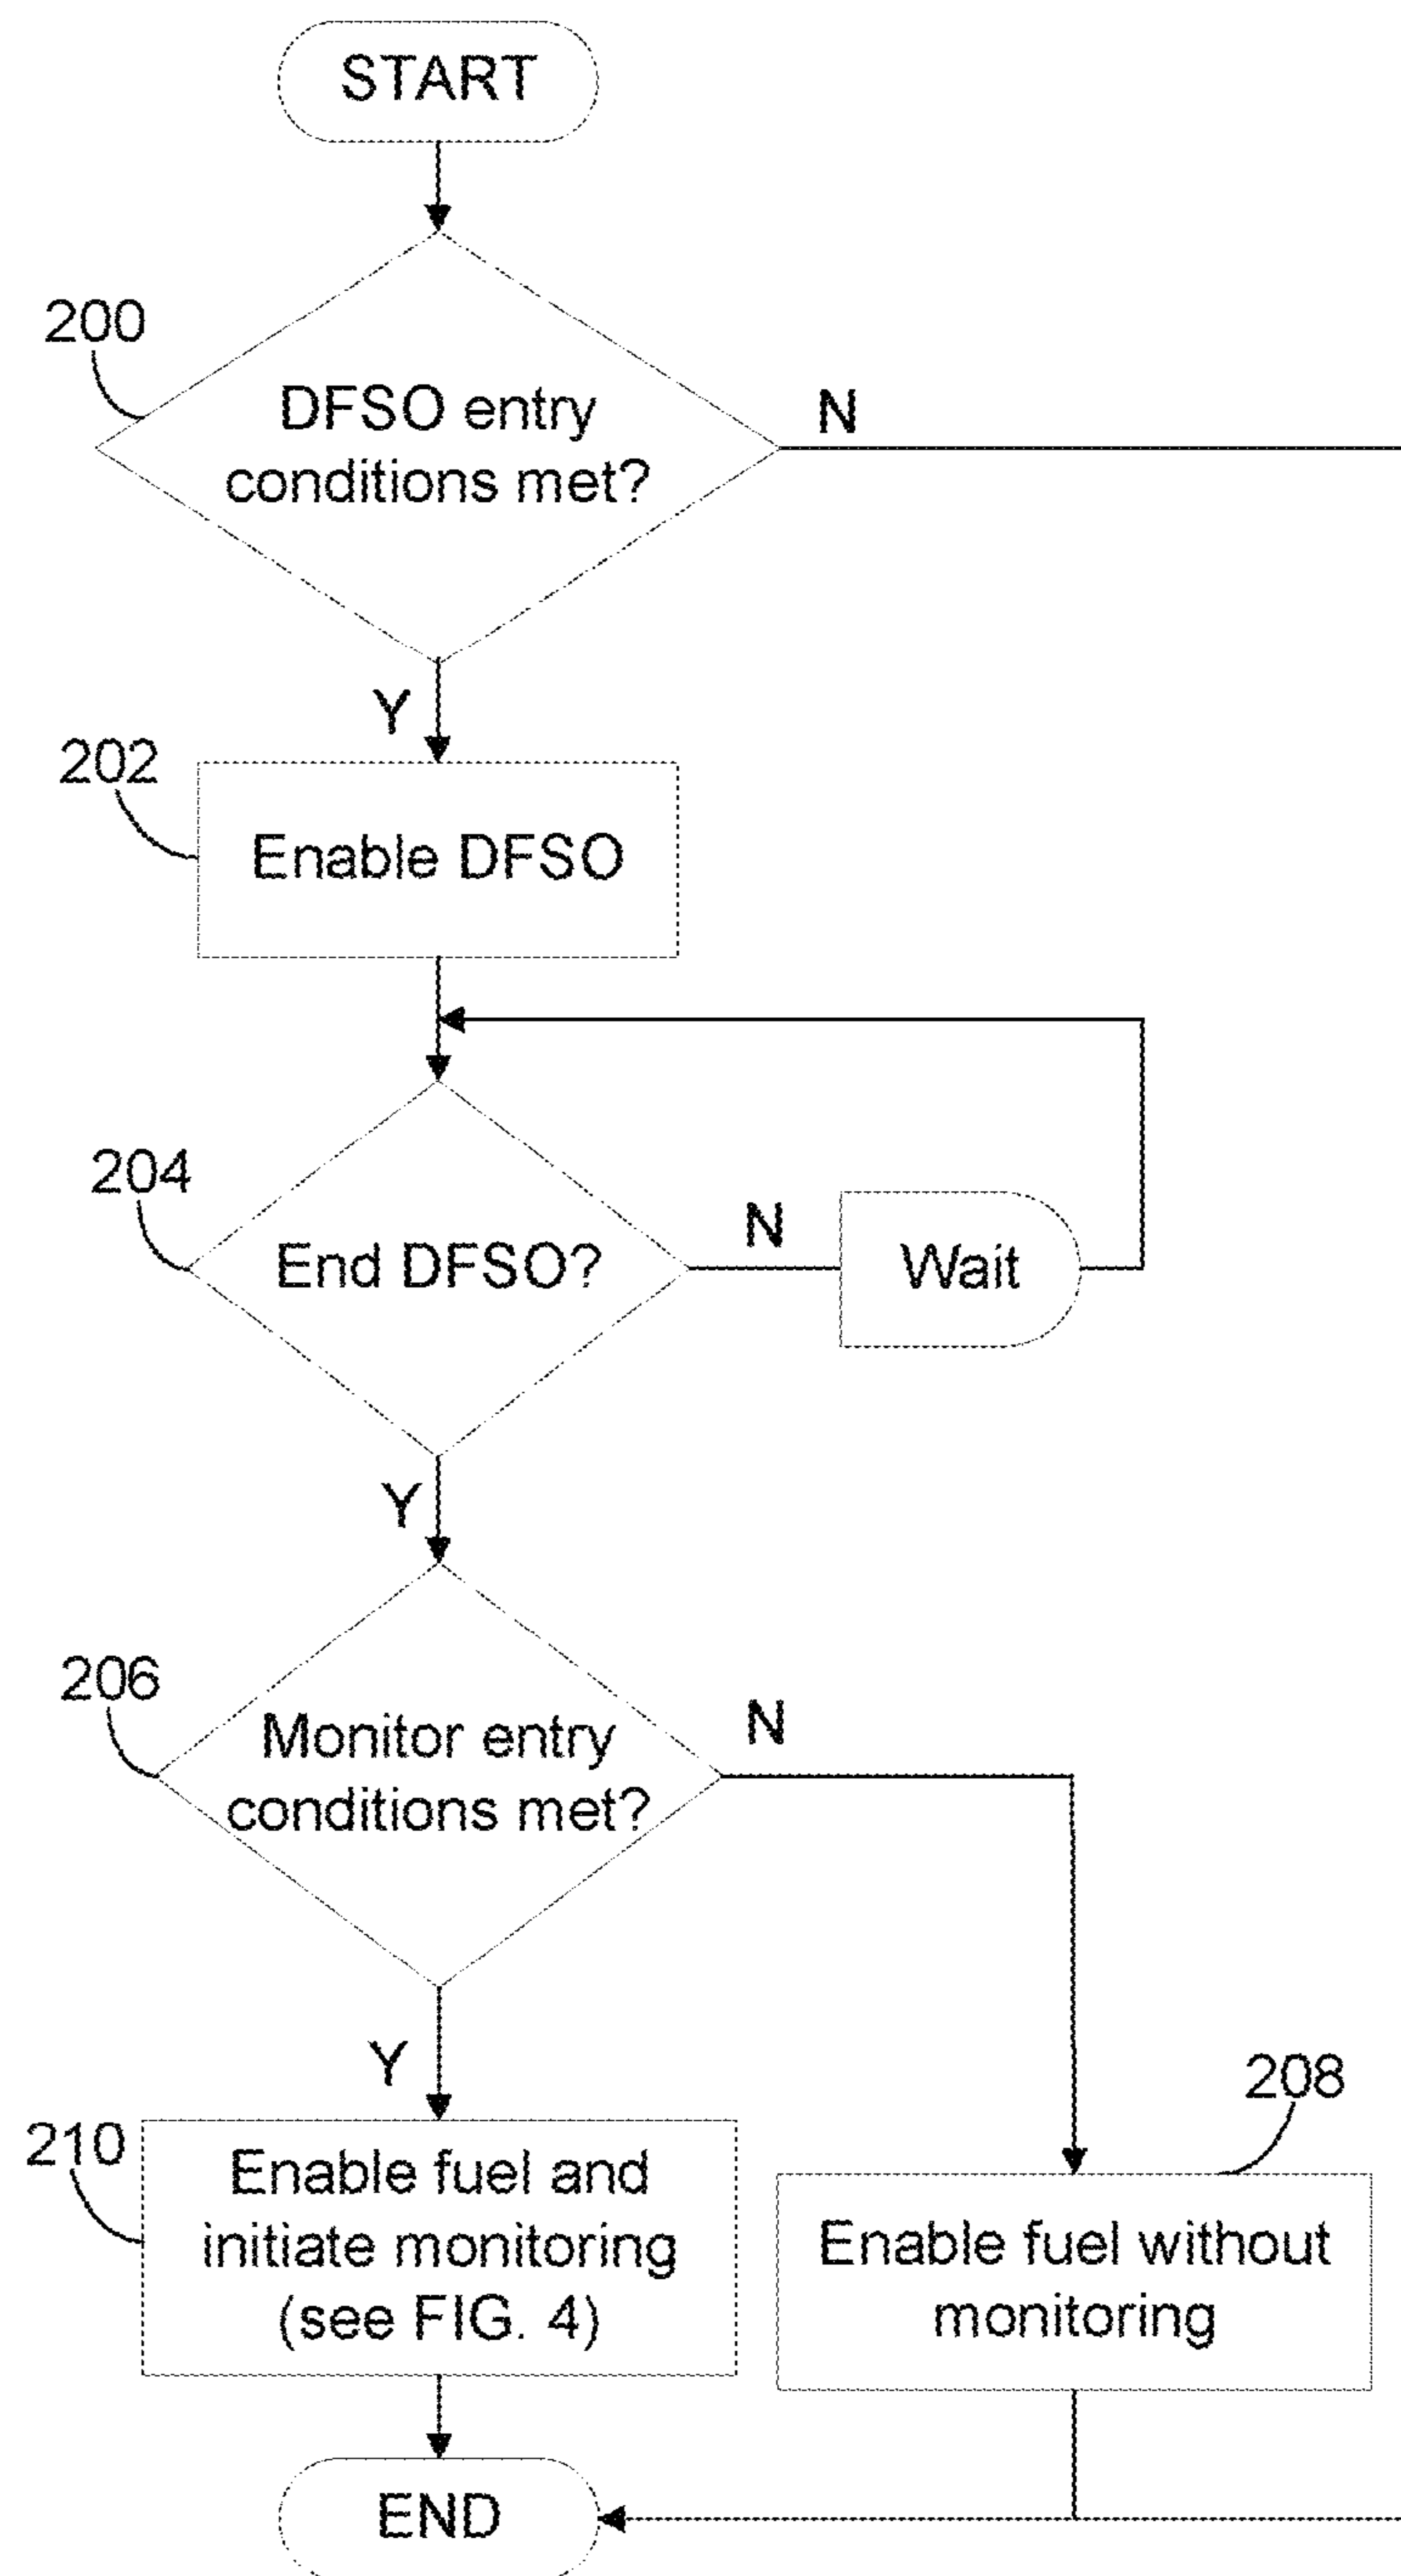 START
200
DFSO entry
conditions met?
N
Y
202
Enable DFSO
204
End DFSO?
N
Wait
Y
206
Monitor entry
conditions met?
N
Y
210
Enable fuel and
initiate monitoring
(see FIG. 4)
208
Enable fuel without
monitoring
END